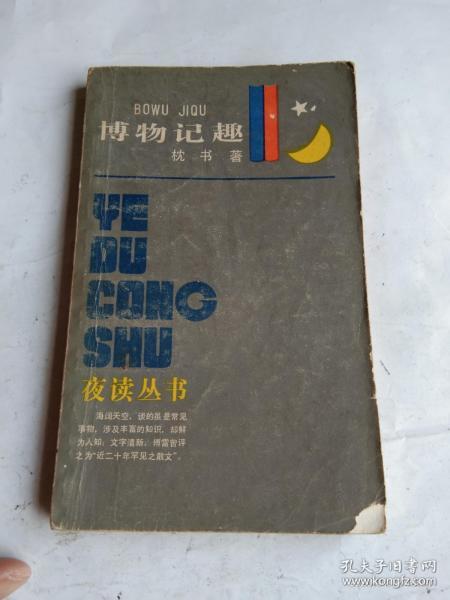 BOWU JIQU
博物记趣
枕书著
YE
DU
CONG
SHU
夜读丛书
海阔天空，谈的虽是常见
事物，涉及丰富的知识，却鲜
为人知；文字清新，傅雷曾评
之为“近二十年罕见之散文”。
孔夫子旧书网
www.kongfz.com